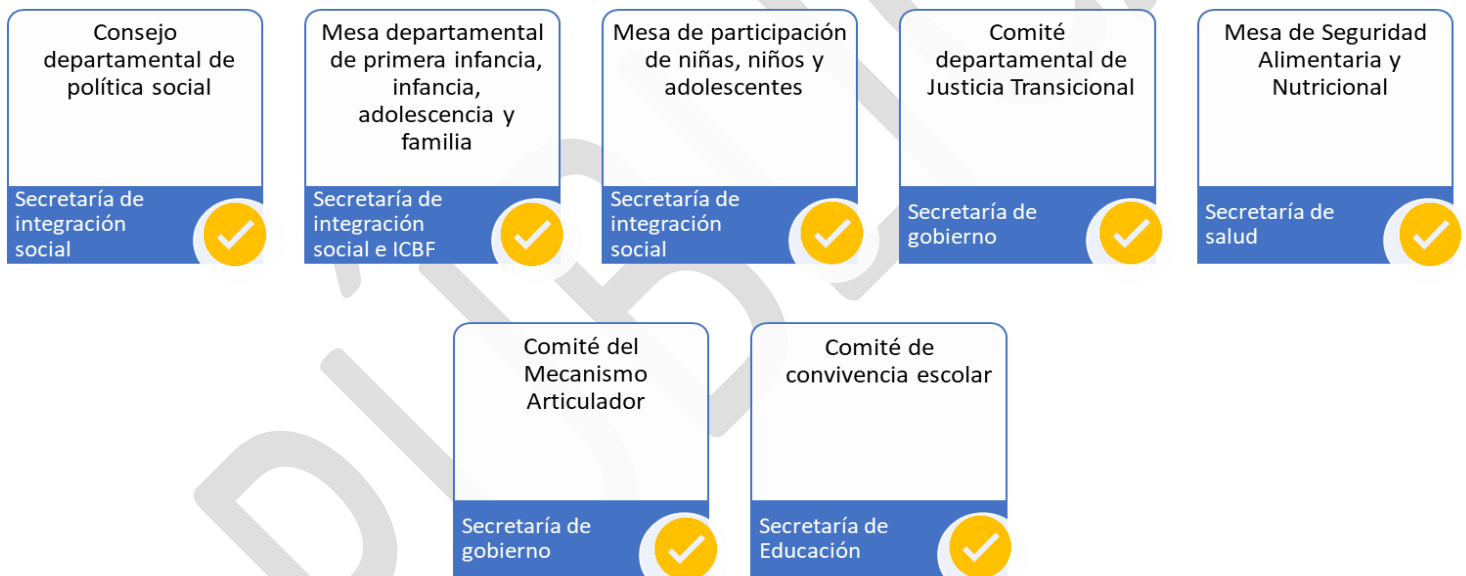 Consejo
departamental de
política social
Secretaría de
integración
social
Mesa departamental
de primera infancia,
infancia,
adolescencia y
familia
Secretaría de
integración
social e ICBF
Mesa de participación
de niñas, niños y
adolescentes
Secretaría de
integración
social
Comité
departamental de
Justicia Transicional
Secretaría de
gobierno
Mesa de Seguridad
Alimentaria y
Nutricional
Secretaría de
salud
Comité del
Mecanismo
Articulador
Secretaría de
gobierno
Comité de
convivencia escolar
Secretaría de
Educación